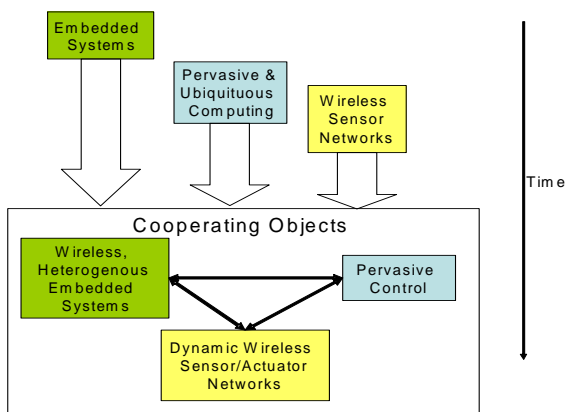 Embedded
Systems
Pervasive &
Ubiquituous
Computing
Wireless
Sensor
Networks
Time
Cooperating Objects
Wireless,
Heterogenous
Embedded
Systems
Pervasive
Control
Dynamic Wireless
Sensor/Actuator
Networks